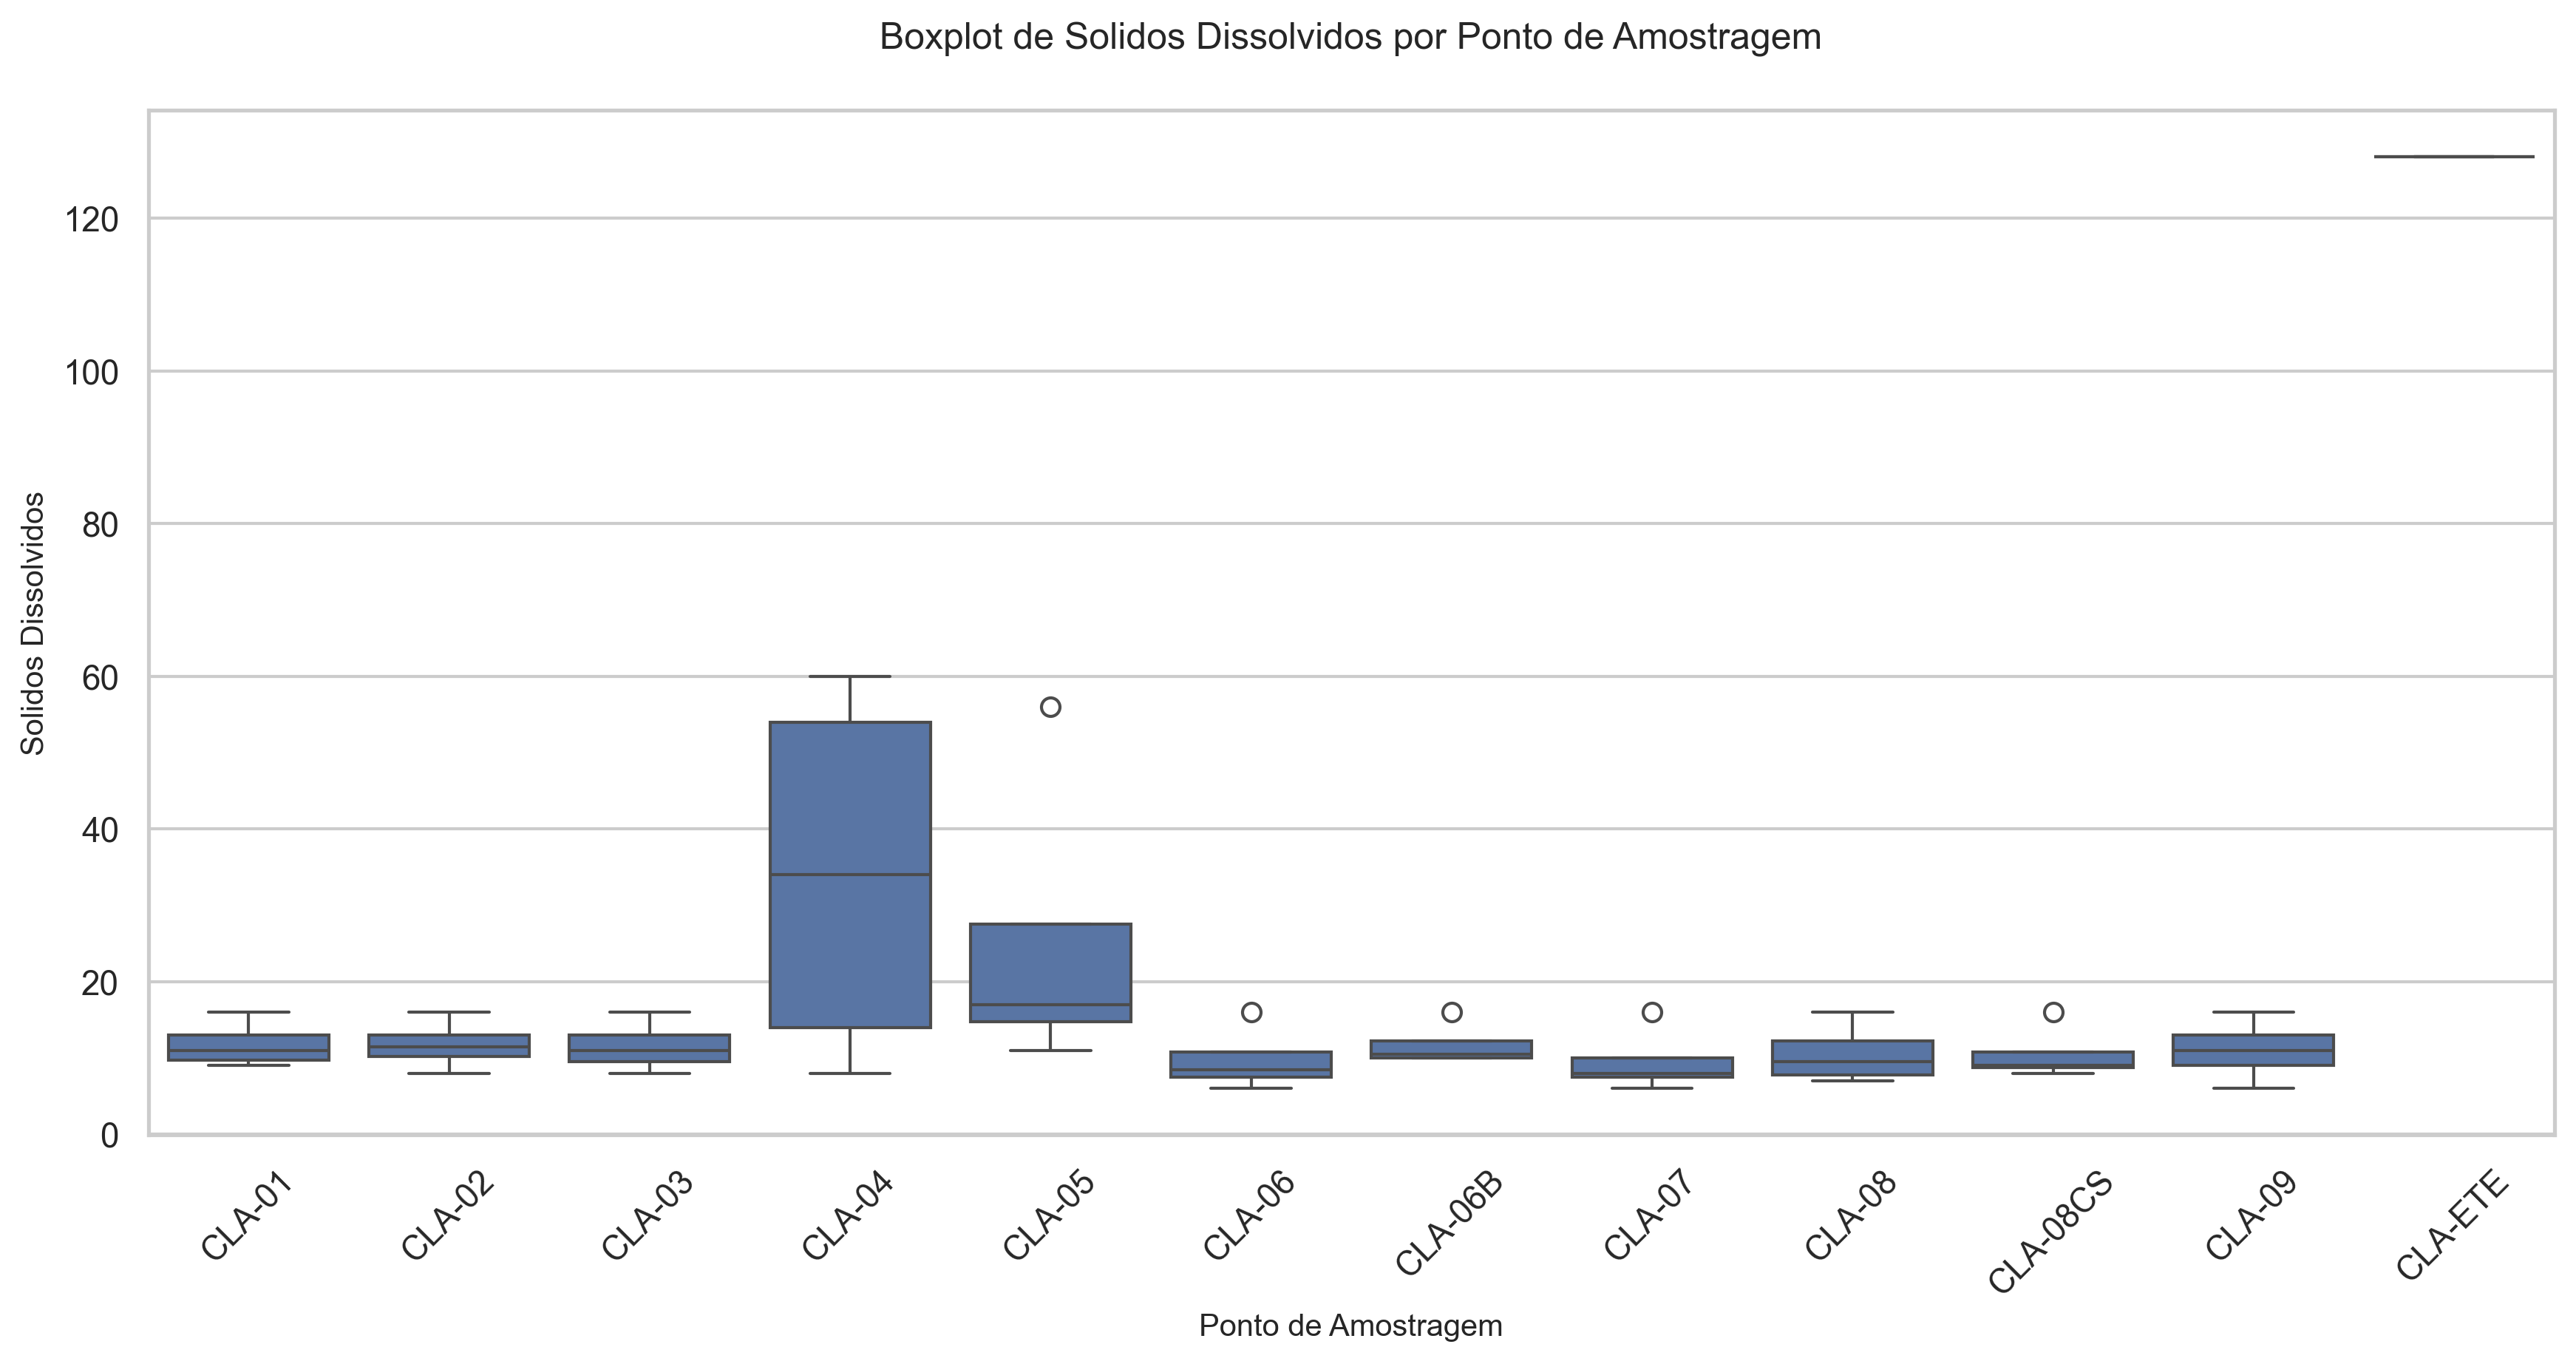 Boxplot de Solidos Dissolvidos por Ponto de Amostragem
Solidos Dissolvidos
120
100
80
60
40
20
0
CLA-01
CLA-02
CLA-03
CLA-04
CLA-05
CLA-06
CLA-06B
CLA-07
CLA-08
CLA-08CS
CLA-09
CLA-ETE
Ponto de Amostragem